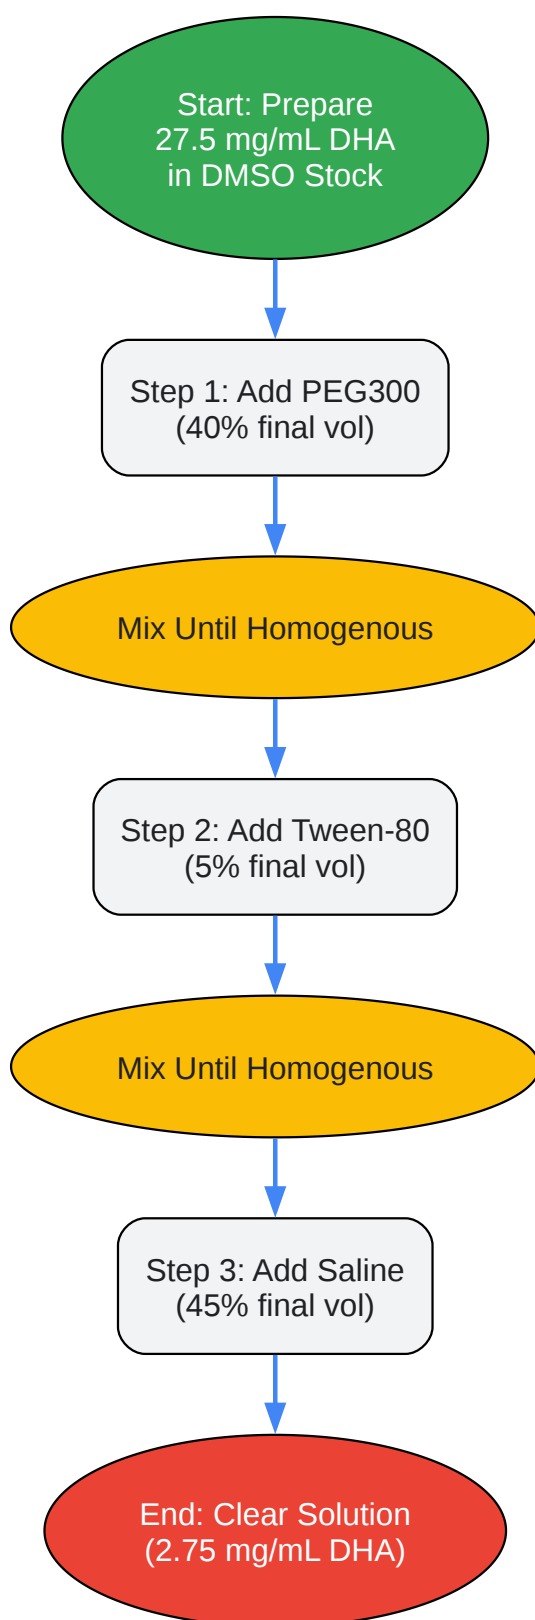 Start: Prepare
27.5 mg/mL DHA
in DMSO Stock
Step 1: Add PEG300
(40% final vol)
Mix Until Homogenous
Step 2: Add Tween-80
(5% final vol)
Mix Until Homogenous
Step 3: Add Saline
(45% final vol)
End: Clear Solution
(2.75 mg/mL DHA)